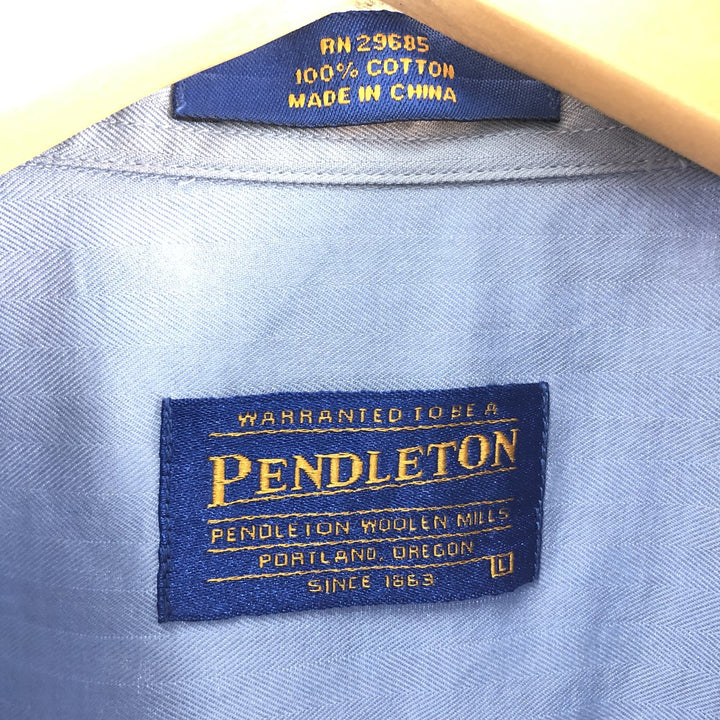 RN 29685
100% COTTON
MADE IN CHINA
WARRANTED TO BE A
PENDLETON
PENDLETON WOOLEN MILLS
PORTLAND, OREGON
SINCE 1863
L